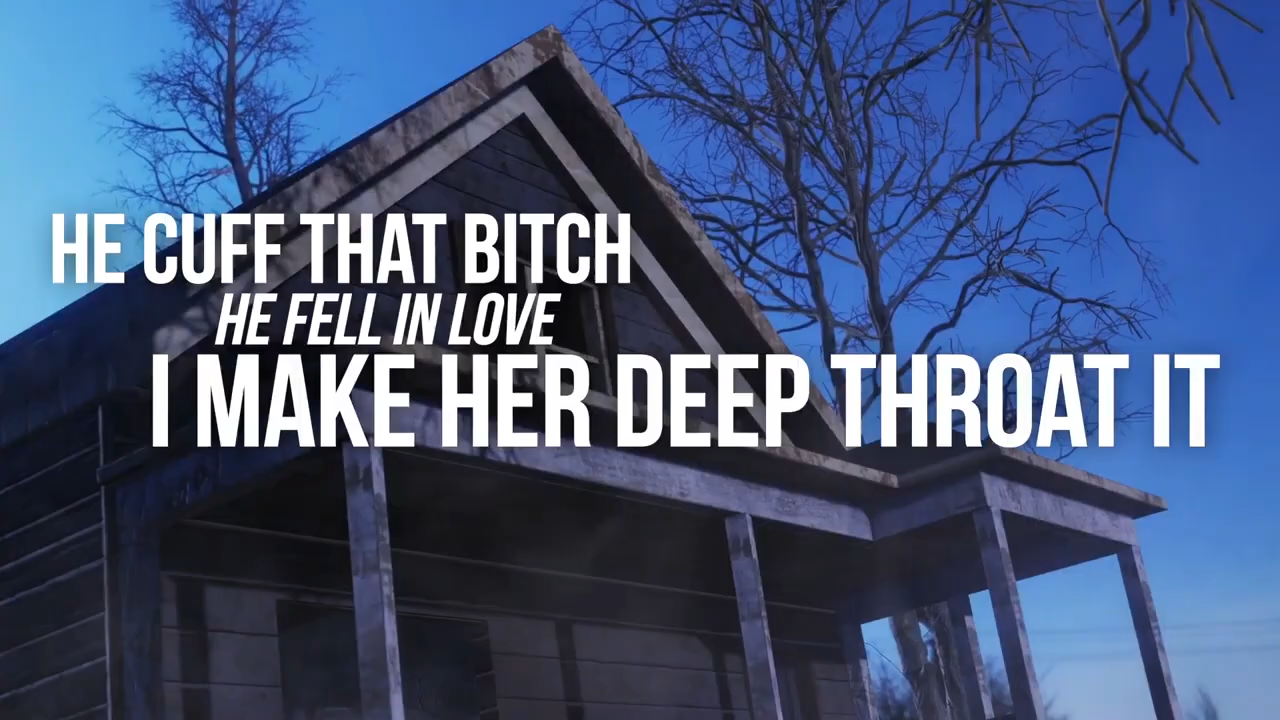 HE CUFF THAT BITCH
HE FELL IN LOVE
I MAKE HER DEEP THROAT IT